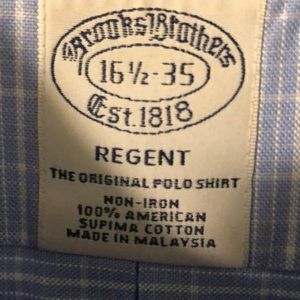 Brooks Brothers
16½-35
Est. 1818
REGENT
THE ORIGINAL POLO SHIRT
NON-IRON
100% AMERICAN
SUPIMA COTTON
MADE IN MALAYSIA